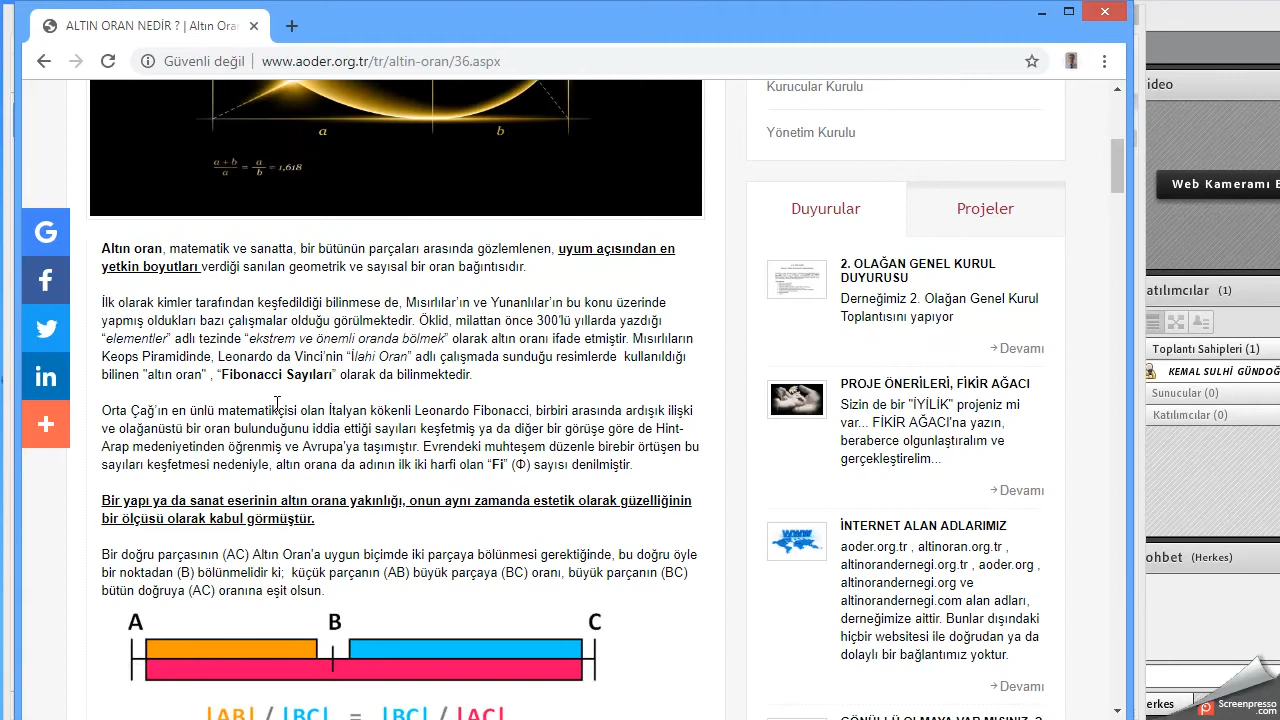 ALTIN ORAN NEDİR ? | Altın Ora
Güvenli değil
www.aoder.org.tr/tr/altin-oran/36.aspx
a
b
a + b / a = a / b = 1,618
Altın oran, matematik ve sanatta, bir bütünün parçaları arasında gözlemlenen, uyum açısından en
yetkin boyutları verdiği sanılan geometrik ve sayısal bir oran bağıntısıdır.
İlk olarak kimler tarafından keşfedildiği bilinmese de, Mısırlılar’ın ve Yunanlılar’ın bu konu üzerinde
yapmış oldukları bazı çalışmalar olduğu görülmektedir. Öklid, milattan önce 300’lü yıllarda yazdığı
“elementler” adlı tezinde “ekstrem ve önemli oranda bölmek” olarak altın oranı ifade etmiştir. Mısırlıların
Keops Piramidinde, Leonardo da Vinci’nin “İlahi Oran” adlı çalışmada sunduğu resimlerde kullanıldığı
bilinen "altın oran" , “Fibonacci Sayıları” olarak da bilinmektedir.
Orta Çağ’ın en ünlü matematikçisi olan İtalyan kökenli Leonardo Fibonacci, birbiri arasında ardışık ilişki
ve olağanüstü bir oran bulunduğunu iddia ettiği sayıları keşfetmiş ya da diğer bir görüşe göre de Hint-
Arap medeniyetinden öğrenmiş ve Avrupa’ya taşımıştır. Evrendeki muhteşem düzenle birebir örtüşen bu
sayıları keşfetmesi nedeniyle, altın orana da adının ilk iki harfi olan “Fi” (Φ) sayısı denilmiştir.
Bir yapı ya da sanat eserinin altın orana yakınlığı, onun aynı zamanda estetik olarak güzelliğinin
bir ölçüsü olarak kabul görmüştür.
Bir doğru parçasının (AC) Altın Oran’a uygun biçimde iki parçaya bölünmesi gerektiğinde, bu doğru öyle
bir noktadan (B) bölünmelidir ki; küçük parçanın (AB) büyük parçaya (BC) oranı, büyük parçanın (BC)
bütün doğruya (AC) oranına eşit olsun.
A
B
C
|AB| / |BC| = |BC| / |AC|
Kurucular Kurulu
Yönetim Kurulu
Duyurular
Projeler
2. OLAĞAN GENEL KURUL
DUYURUSU
Derneğimiz 2. Olağan Genel Kurul
Toplantısını yapıyor
Devamı
PROJE ÖNERİLERİ, FİKİR AĞACI
Sizin de bir "İYİLİK" projeniz mi
var... FİKİR AĞACI'na yazın,
beraberce olgunlaştıralım ve
gerçekleştirelim...
Devamı
WWW
İNTERNET ALAN ADLARIMIZ
aoder.org.tr , altinoran.org.tr ,
altinorandernegi.org.tr , aoder.org ,
altinorandernegi.org ve
altinorandernegi.com alan adları,
derneğimize aittir. Bunlar dışındaki
hiçbir websitesi ile doğrudan ya da
dolaylı bir bağlantımız yoktur.
Devamı
GÖNÜLLÜ OLMAYA VAR MISINIZ ?
ideo
Web Kameramı E
atılımcılar (1)
Toplantı Sahipleri (1)
KEMAL SULHİ GÜNDOĞ
Sunucular (0)
Katılımcılar (0)
ohbet (Herkes)
erkes
Screenpresso
.com